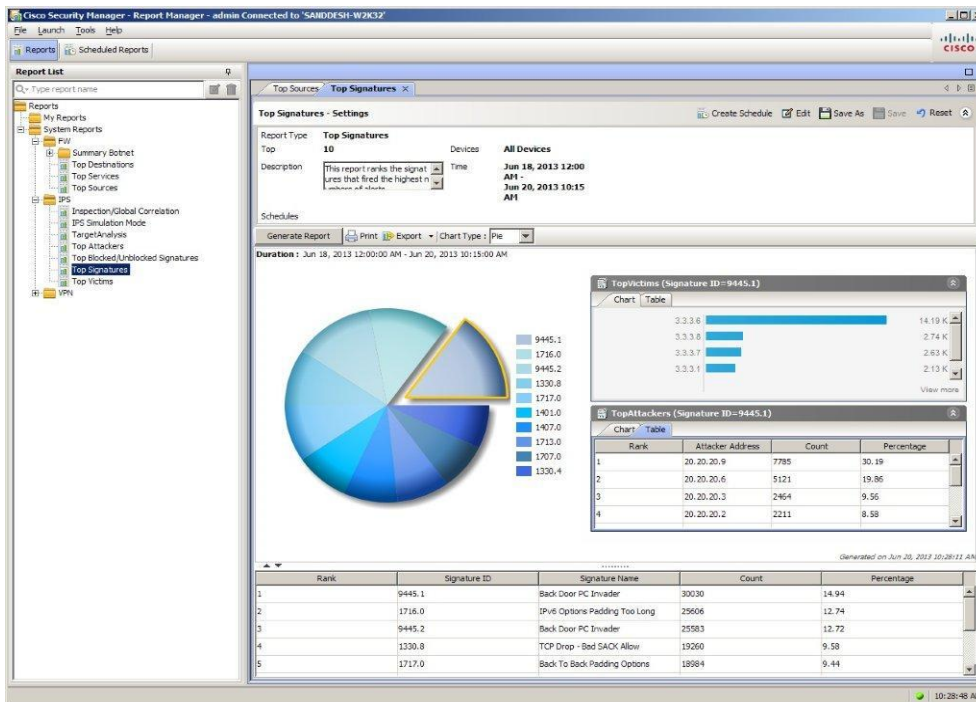 Cisco Security Manager - Report Manager - admin Connected to 'SANDDESH-W2K32'
File Launch Tools Help
Reports Scheduled Reports
CISCO
Report List
Type report name
Reports
My Reports
System Reports
FW
Summary Botnet
Top Destinations
Top Services
Top Sources
IPS
Inspection/Global Correlation
IPS Simulation Mode
TargetAnalysis
Top Attackers
Top Blocked/Unblocked Signatures
Top Signatures
Top Victims
VPN
Top Sources Top Signatures
Top Signatures - Settings
Create Schedule Edit Save As Save Reset
Report Type Top Signatures
Top 10 Devices All Devices
Description This report ranks the signat
ures that fired the highest n
Time Jun 18, 2013 12:00
AM -
Jun 20, 2013 10:15
AM
Schedules
Generate Report Print Export Chart Type : Pie
Duration : Jun 18, 2013 12:00:00 AM - Jun 20, 2013 10:15:00 AM
9445.1
1716.0
9445.2
1330.8
1717.0
1401.0
1407.0
1713.0
1707.0
1330.4
TopVictims (Signature ID=9445.1)
Chart Table
3.3.3.6 14.19 K
3.3.3.8 2.74 K
3.3.3.7 2.63 K
3.3.3.1 2.13 K
View more
TopAttackers (Signature ID=9445.1)
Chart Table
Rank Attacker Address Count Percentage
1 20.20.20.9 7785 30.19
2 20.20.20.6 5121 19.86
3 20.20.20.3 2464 9.56
4 20.20.20.2 2211 8.58
Generated on Jun 20, 2013 10:28:11 AM
Rank Signature ID Signature Name Count Percentage
1 9445.1 Back Door PC Invader 30030 14.94
2 1716.0 IPv6 Options Padding Too Long 25606 12.74
3 9445.2 Back Door PC Invader 25583 12.72
4 1330.8 TCP Drop - Bad SACK Allow 19260 9.58
5 1717.0 Back To Back Padding Options 18984 9.44
10:28:48 A